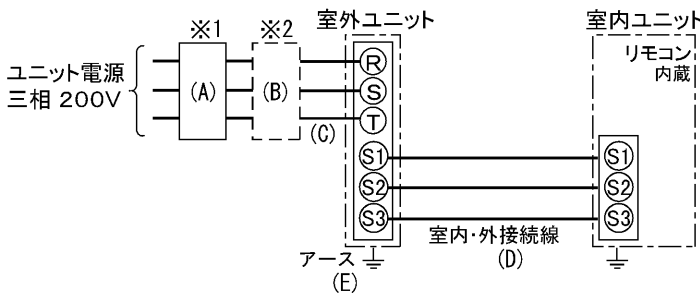 ※1
※2
室外ユニット
室内ユニット
リモコン
内蔵
ユニット電源
三相 200V
(A)
(B)
(C)
R
S
T
S1
S2
S3
S1
S2
S3
室内・外接続線
(D)
アース
(E)